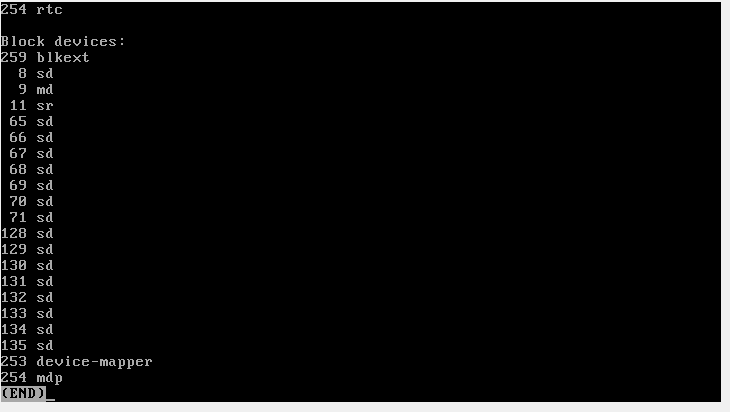 254 rtc

Block devices:
259 blkext
  8 sd
  9 md
 11 sr
 65 sd
 66 sd
 67 sd
 68 sd
 69 sd
 70 sd
 71 sd
128 sd
129 sd
130 sd
131 sd
132 sd
133 sd
134 sd
135 sd
253 device-mapper
254 mdp
(END)